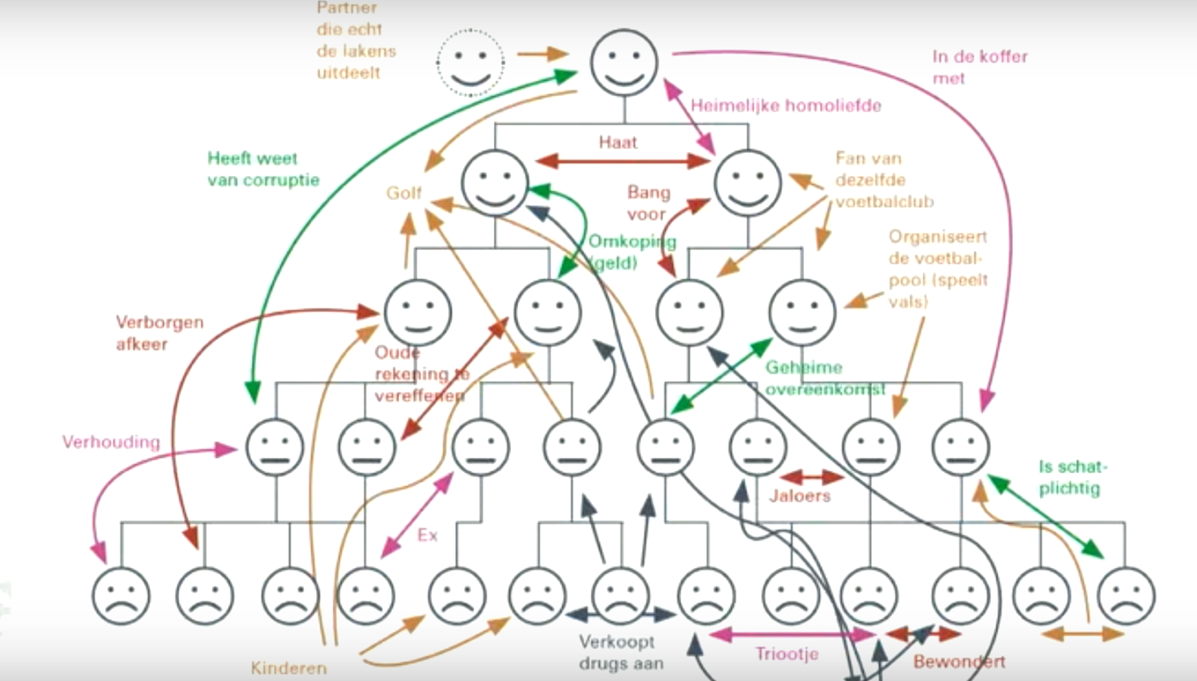 Partner
die echt
de lakens
uitdeelt
In de koffer
met
Heimelijke homoliefde
Haat
Heeft weet
van corruptie
Fan van
dezelfde
voetbalclub
Golf
Bang
voor
Omkoping
(geld)
Organiseert
de voetbal-
pool (speelt
vals)
Verborgen
afkeer
Oude
rekening te
vereffenen
Geheime
overeenkomst
Verhouding
Is schat-
plichtig
Jaloers
Ex
Verkoopt
drugs aan
Triootje
Bewondert
Kinderen